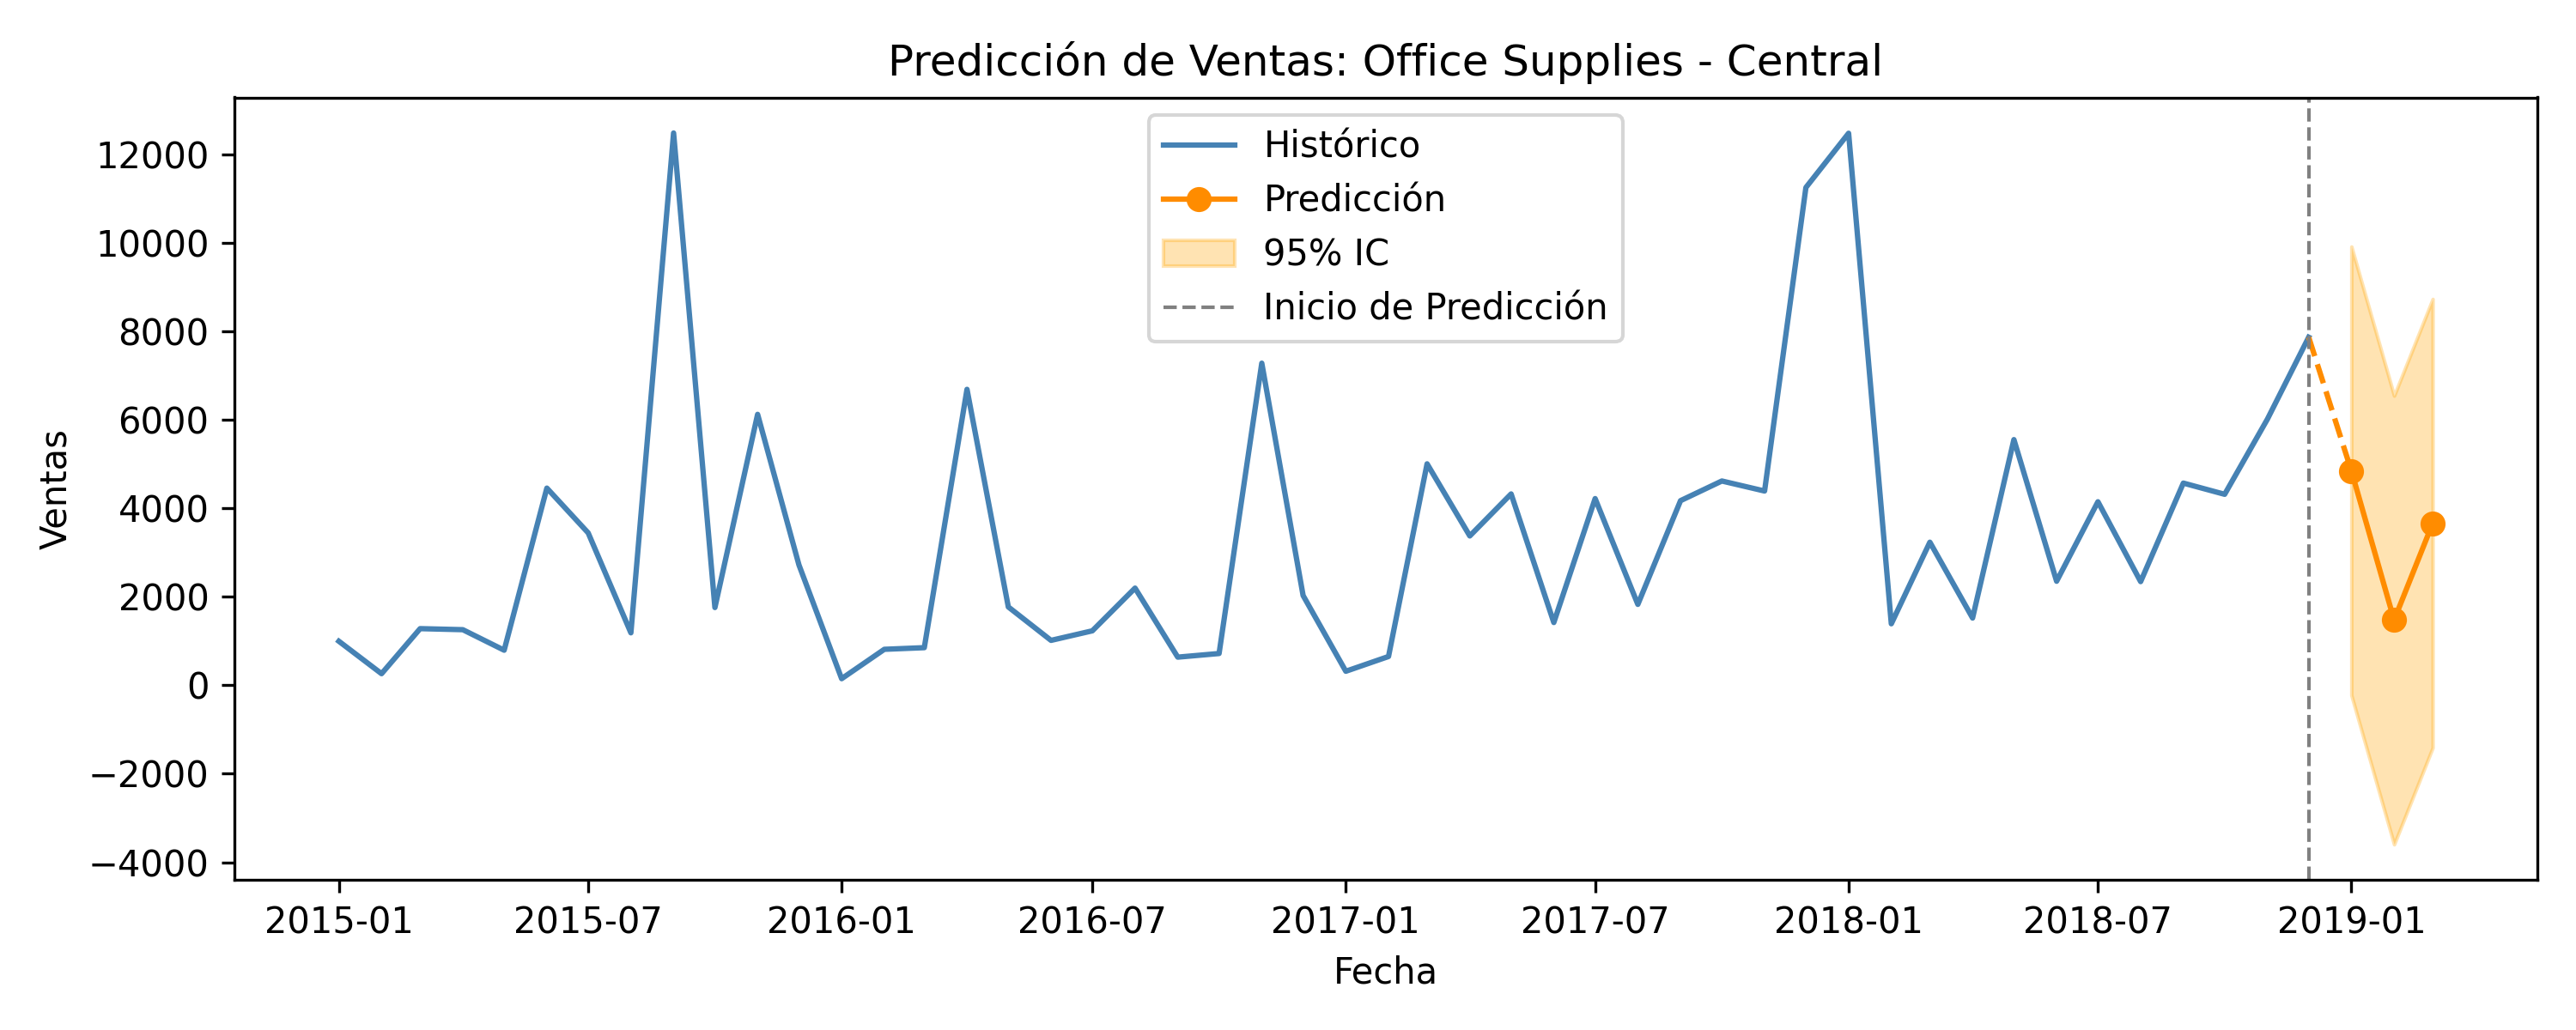 Predicción de Ventas: Office Supplies - Central
Histórico
Predicción
95% IC
Inicio de Predicción
Ventas
12000
10000
8000
6000
4000
2000
0
−2000
−4000
2015-01 2015-07 2016-01 2016-07 2017-01 2017-07 2018-01 2018-07 2019-01
Fecha